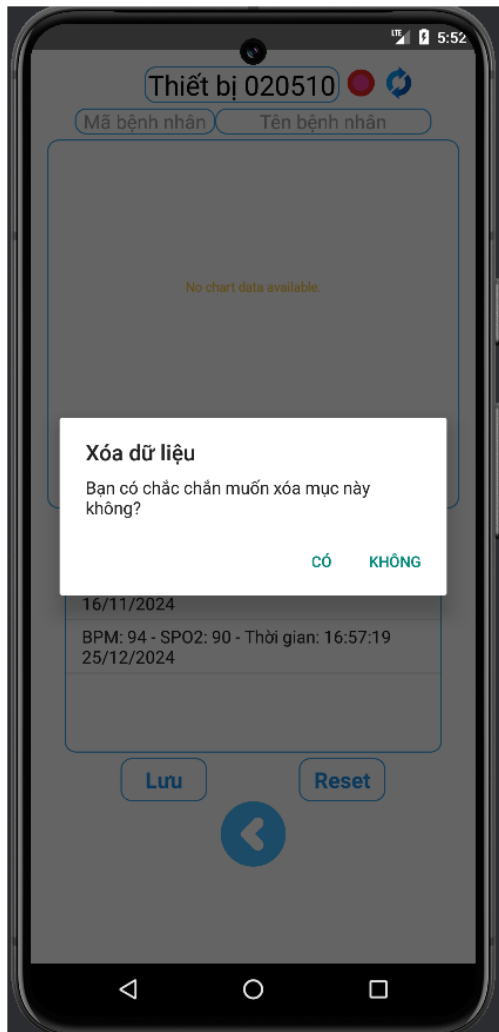 LTE 5:52
Thiết bị 020510
Mã bệnh nhân Tên bệnh nhân
No chart data available.
Xóa dữ liệu
Bạn có chắc chắn muốn xóa mục này
không?
CÓ KHÔNG
16/11/2024
BPM: 94 - SPO2: 90 - Thời gian: 16:57:19
25/12/2024
Lưu Reset